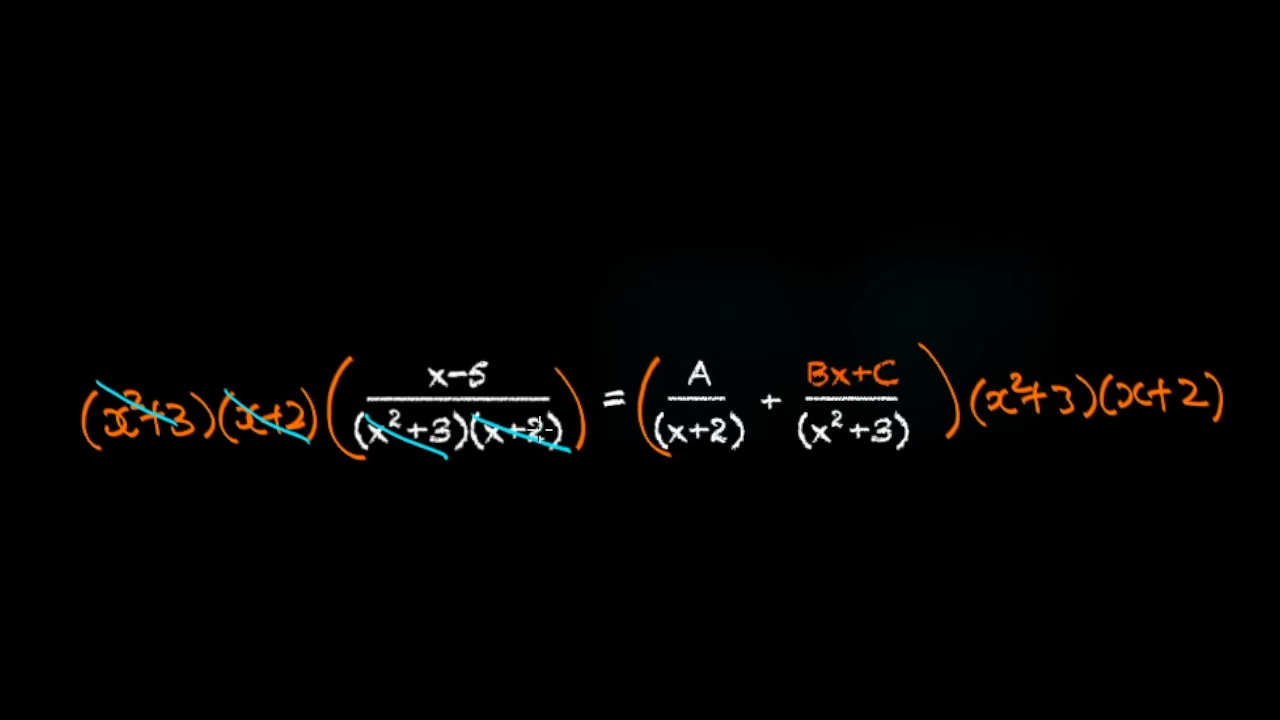 (x²+3)(x+2) ( x-5 / (x²+3)(x+2) ) = ( A / (x+2) + Bx+C / (x²+3) ) (x²+3)(x+2)